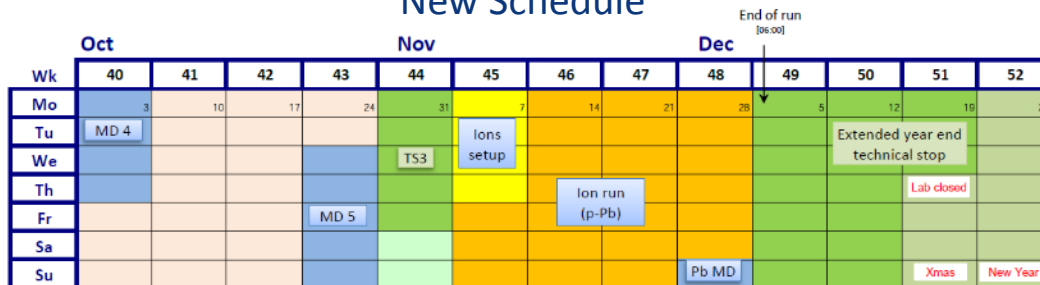 New Schedule
End of run
[06:00]
Oct Nov Dec
Wk 40 41 42 43 44 45 46 47 48 49 50 51 52
Mo 3 10 17 24 31 7 14 21 28 5 12 19
Tu MD 4 Ions setup Extended year end technical stop
We TS3
Th Ion run (p-Pb) Lab closed
Fr MD 5
Sa
Su Pb MD Xmas New Year